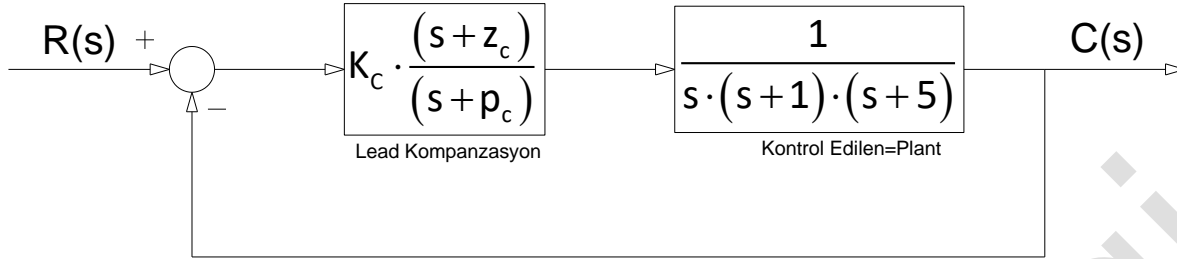 R(s) + − K_C · (s + z_c) / (s + p_c) 1 / s · (s + 1) · (s + 5) C(s)
Lead Kompanzasyon
Kontrol Edilen=Plant